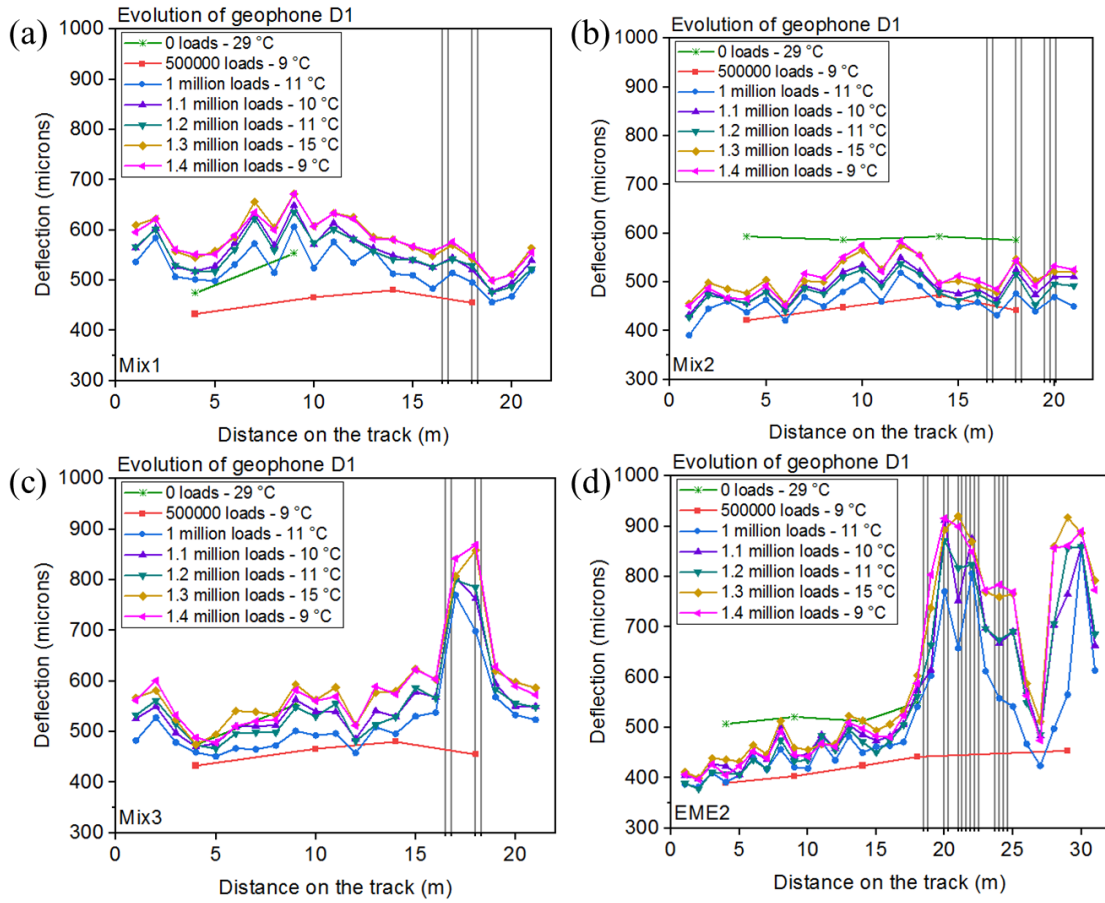 (a)
Evolution of geophone D1
1000
900
800
700
600
500
400
300
0 loads - 29 °C
500000 loads - 9 °C
1 million loads - 11 °C
1.1 million loads - 10 °C
1.2 million loads - 11 °C
1.3 million loads - 15 °C
1.4 million loads - 9 °C
Deflection (microns)
Mix1
0 5 10 15 20
Distance on the track (m)
(b)
Evolution of geophone D1
1000
900
800
700
600
500
400
300
0 loads - 29 °C
500000 loads - 9 °C
1 million loads - 11 °C
1.1 million loads - 10 °C
1.2 million loads - 11 °C
1.3 million loads - 15 °C
1.4 million loads - 9 °C
Deflection (microns)
Mix2
0 5 10 15 20
Distance on the track (m)
(c)
Evolution of geophone D1
1000
900
800
700
600
500
400
300
0 loads - 29 °C
500000 loads - 9 °C
1 million loads - 11 °C
1.1 million loads - 10 °C
1.2 million loads - 11 °C
1.3 million loads - 15 °C
1.4 million loads - 9 °C
Deflection (microns)
Mix3
0 5 10 15 20
Distance on the track (m)
(d)
Evolution of geophone D1
1000
900
800
700
600
500
400
300
0 loads - 29 °C
500000 loads - 9 °C
1 million loads - 11 °C
1.1 million loads - 10 °C
1.2 million loads - 11 °C
1.3 million loads - 15 °C
1.4 million loads - 9 °C
Deflection (microns)
EME2
0 5 10 15 20 25 30
Distance on the track (m)